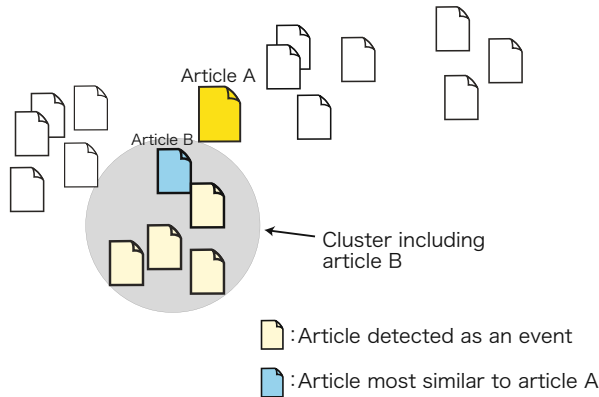 Article A
Article B
Cluster including
article B
:Article detected as an event
:Article most similar to article A